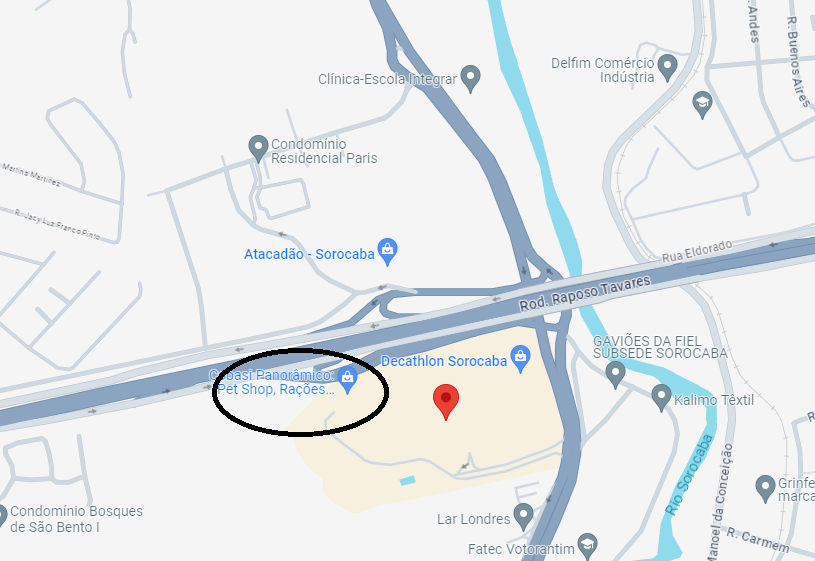 . Andes
R. Buenos Aires
Clínica-Escola Integrar
Delfim Comércio
Indústria
Condomínio
Residencial Paris
Martins Martinez
R. Jacy Luz Franco Pinto
Atacadão - Sorocaba
Rua Eldorado
Rod. Raposo Tavares
GAVIÕES DA FIEL
SUBSEDE SOROCABA
Decathlon Sorocaba
Cobasi Panorâmico:
Pet Shop, Rações...
Kalimo Têxtil
Rio Sorocaba
Manoel da Conceição
R
Grinfe
marca
Condomínio Bosques
de São Bento I
Lar Londres
R. Carmem
Fatec Votorantim